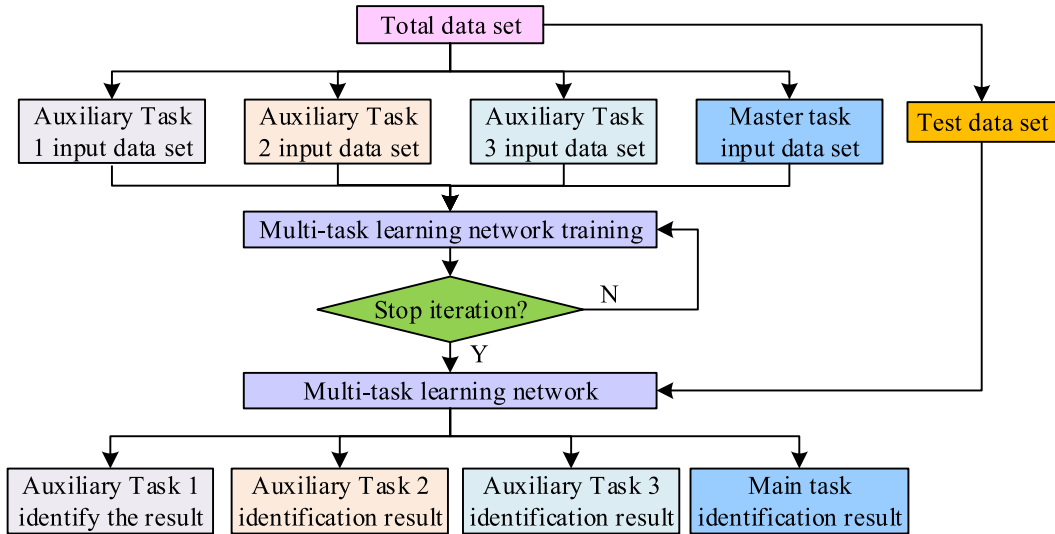 Total data set
Auxiliary Task
1 input data set
Auxiliary Task
2 input data set
Auxiliary Task
3 input data set
Master task
input data set
Test data set
Multi-task learning network training
Stop iteration?
N
Y
Multi-task learning network
Auxiliary Task 1
identify the result
Auxiliary Task 2
identification result
Auxiliary Task 3
identification result
Main task
identification result